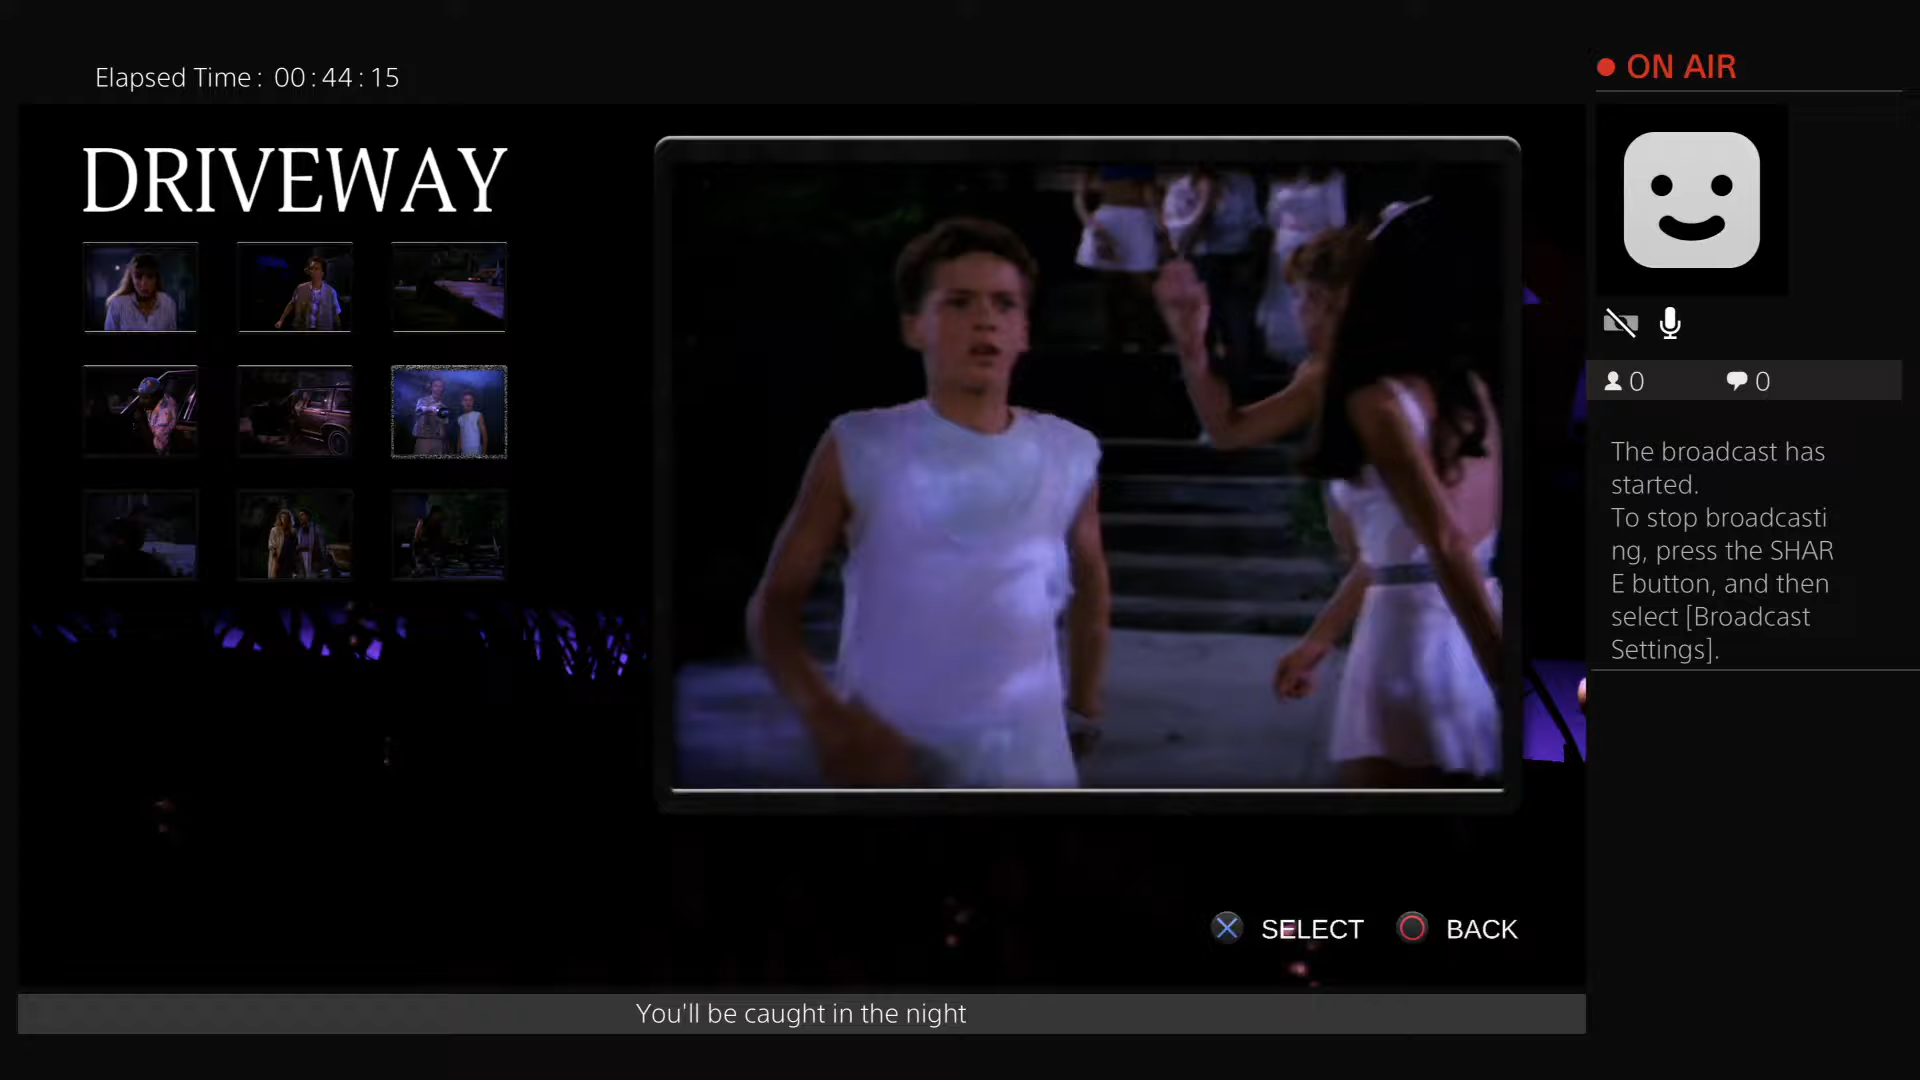 Elapsed Time: 00:44:15
ON AIR
DRIVEWAY
0 0
The broadcast has
started.
To stop broadcasti
ng, press the SHAR
E button, and then
select [Broadcast
Settings].
SELECT BACK
You'll be caught in the night